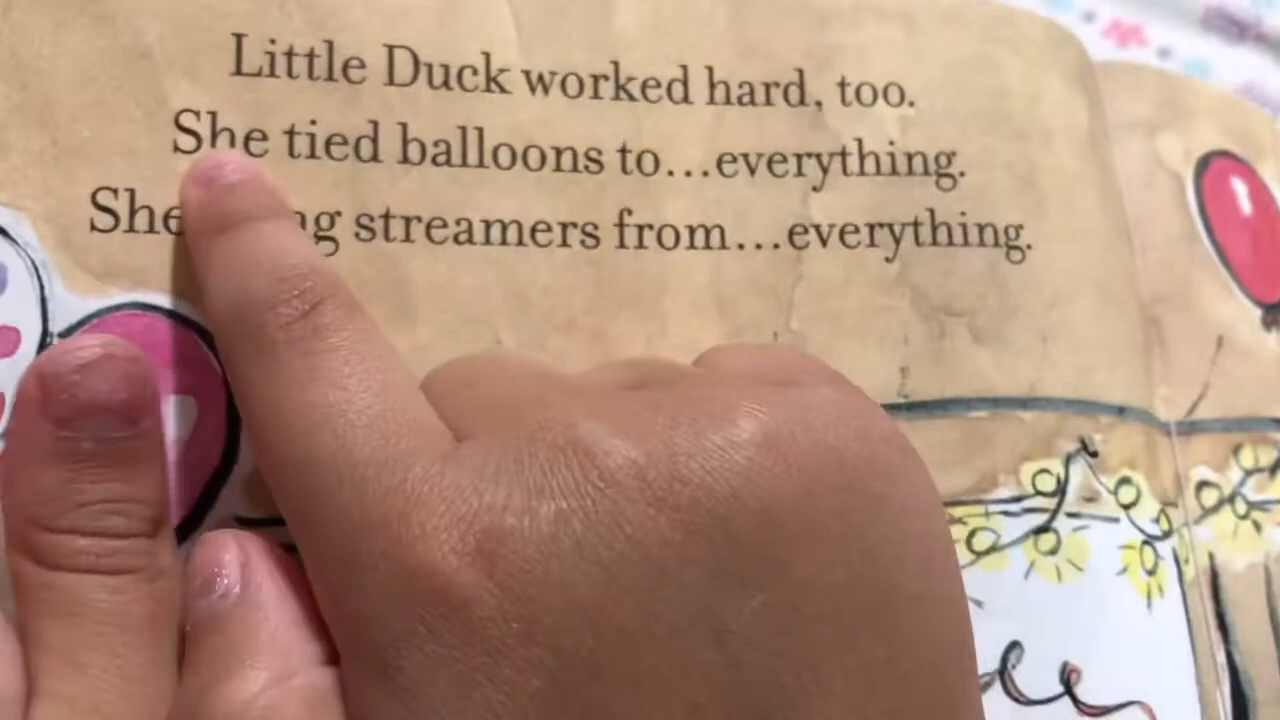 Little Duck worked hard, too.
She tied balloons to...everything.
She streamers from...everything.